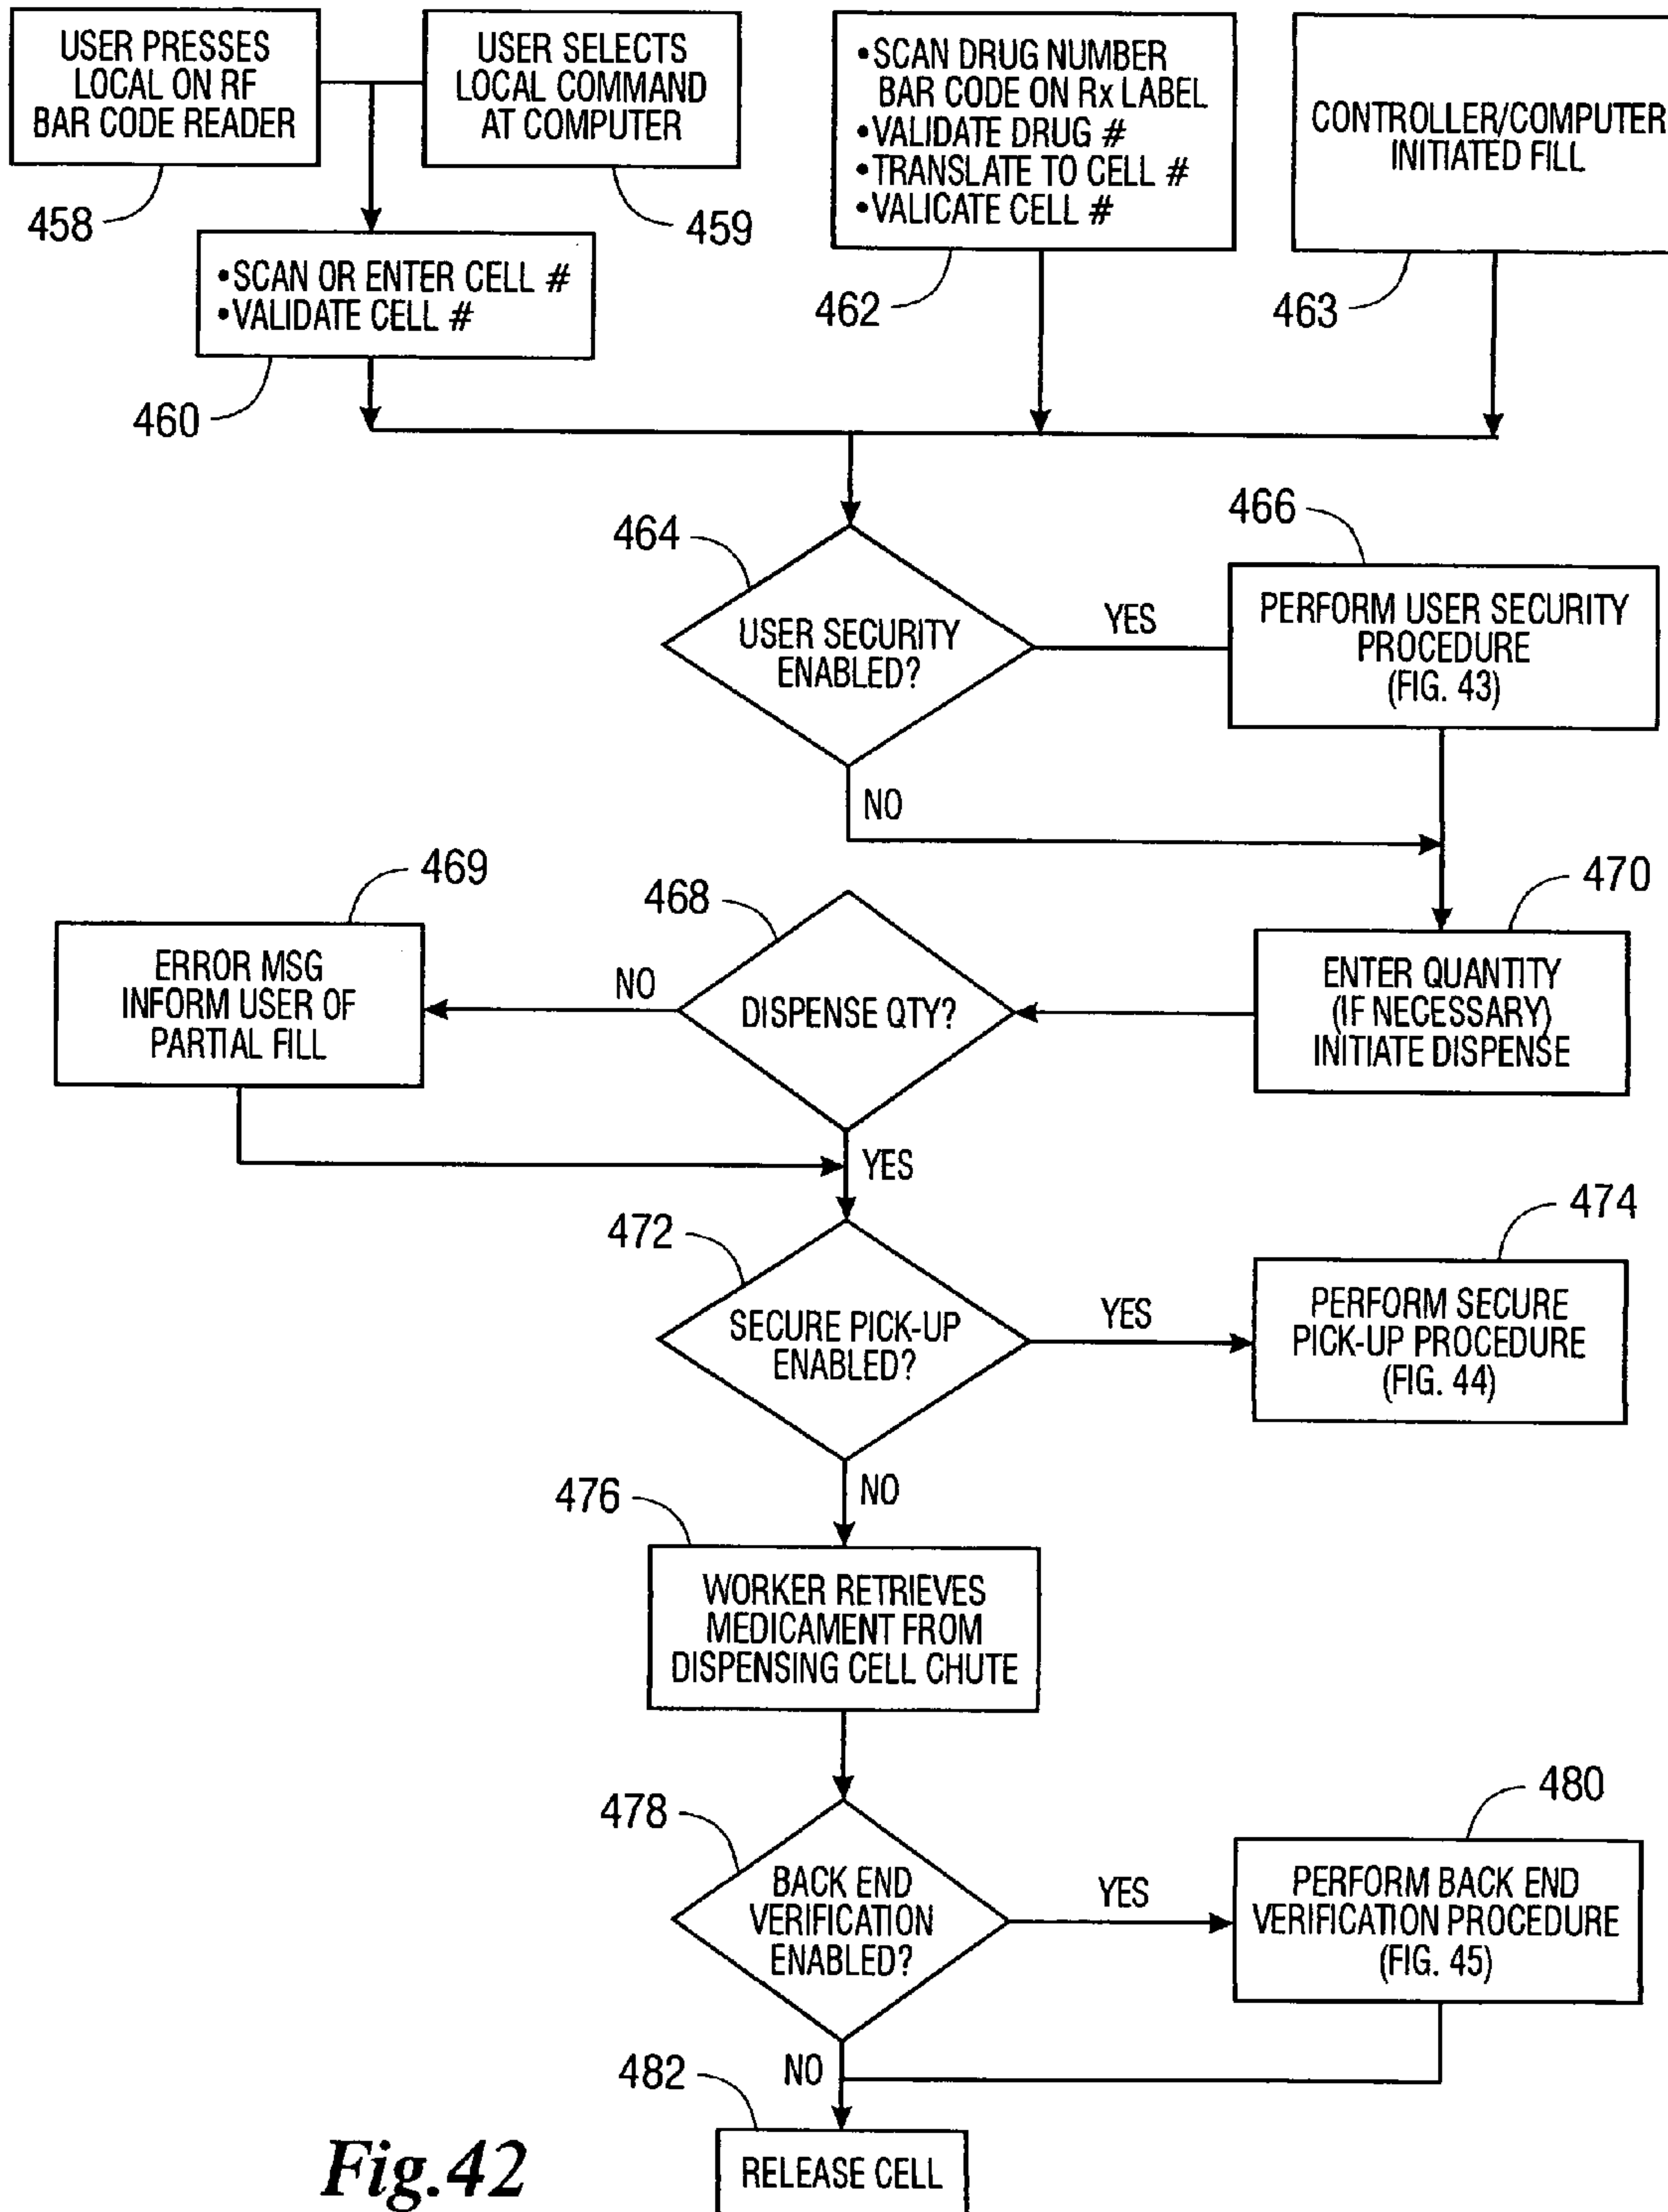 USER PRESSES
LOCAL ON RF
BAR CODE READER
458
USER SELECTS
LOCAL COMMAND
AT COMPUTER
459
•SCAN DRUG NUMBER
BAR CODE ON Rx LABEL
•VALIDATE DRUG #
•TRANSLATE TO CELL #
•VALICATE CELL #
462
CONTROLLER/COMPUTER
INITIATED FILL
463
•SCAN OR ENTER CELL #
•VALIDATE CELL #
460
464
USER SECURITY
ENABLED?
YES
NO
466
PERFORM USER SECURITY
PROCEDURE
(FIG. 43)
470
ENTER QUANTITY
(IF NECESSARY)
INITIATE DISPENSE
468
DISPENSE QTY?
NO
YES
469
ERROR MSG
INFORM USER OF
PARTIAL FILL
472
SECURE PICK-UP
ENABLED?
YES
NO
474
PERFORM SECURE
PICK-UP PROCEDURE
(FIG. 44)
476
WORKER RETRIEVES
MEDICAMENT FROM
DISPENSING CELL CHUTE
478
BACK END
VERIFICATION
ENABLED?
YES
NO
480
PERFORM BACK END
VERIFICATION PROCEDURE
(FIG. 45)
482
RELEASE CELL
Fig.42